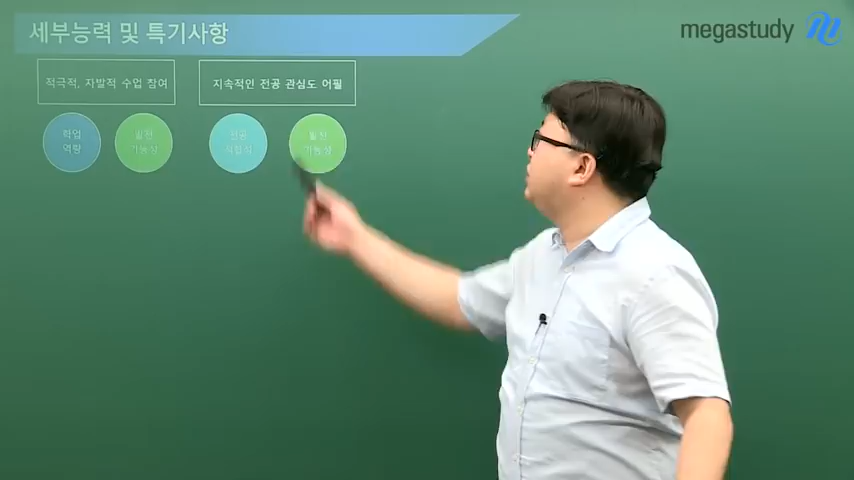 세부능력 및 특기사항
megastudy
적극적, 자발적 수업 참여
지속적인 전공 관심도 어필
학업
역량
발전
가능성
전공
적합성
발전
가능성